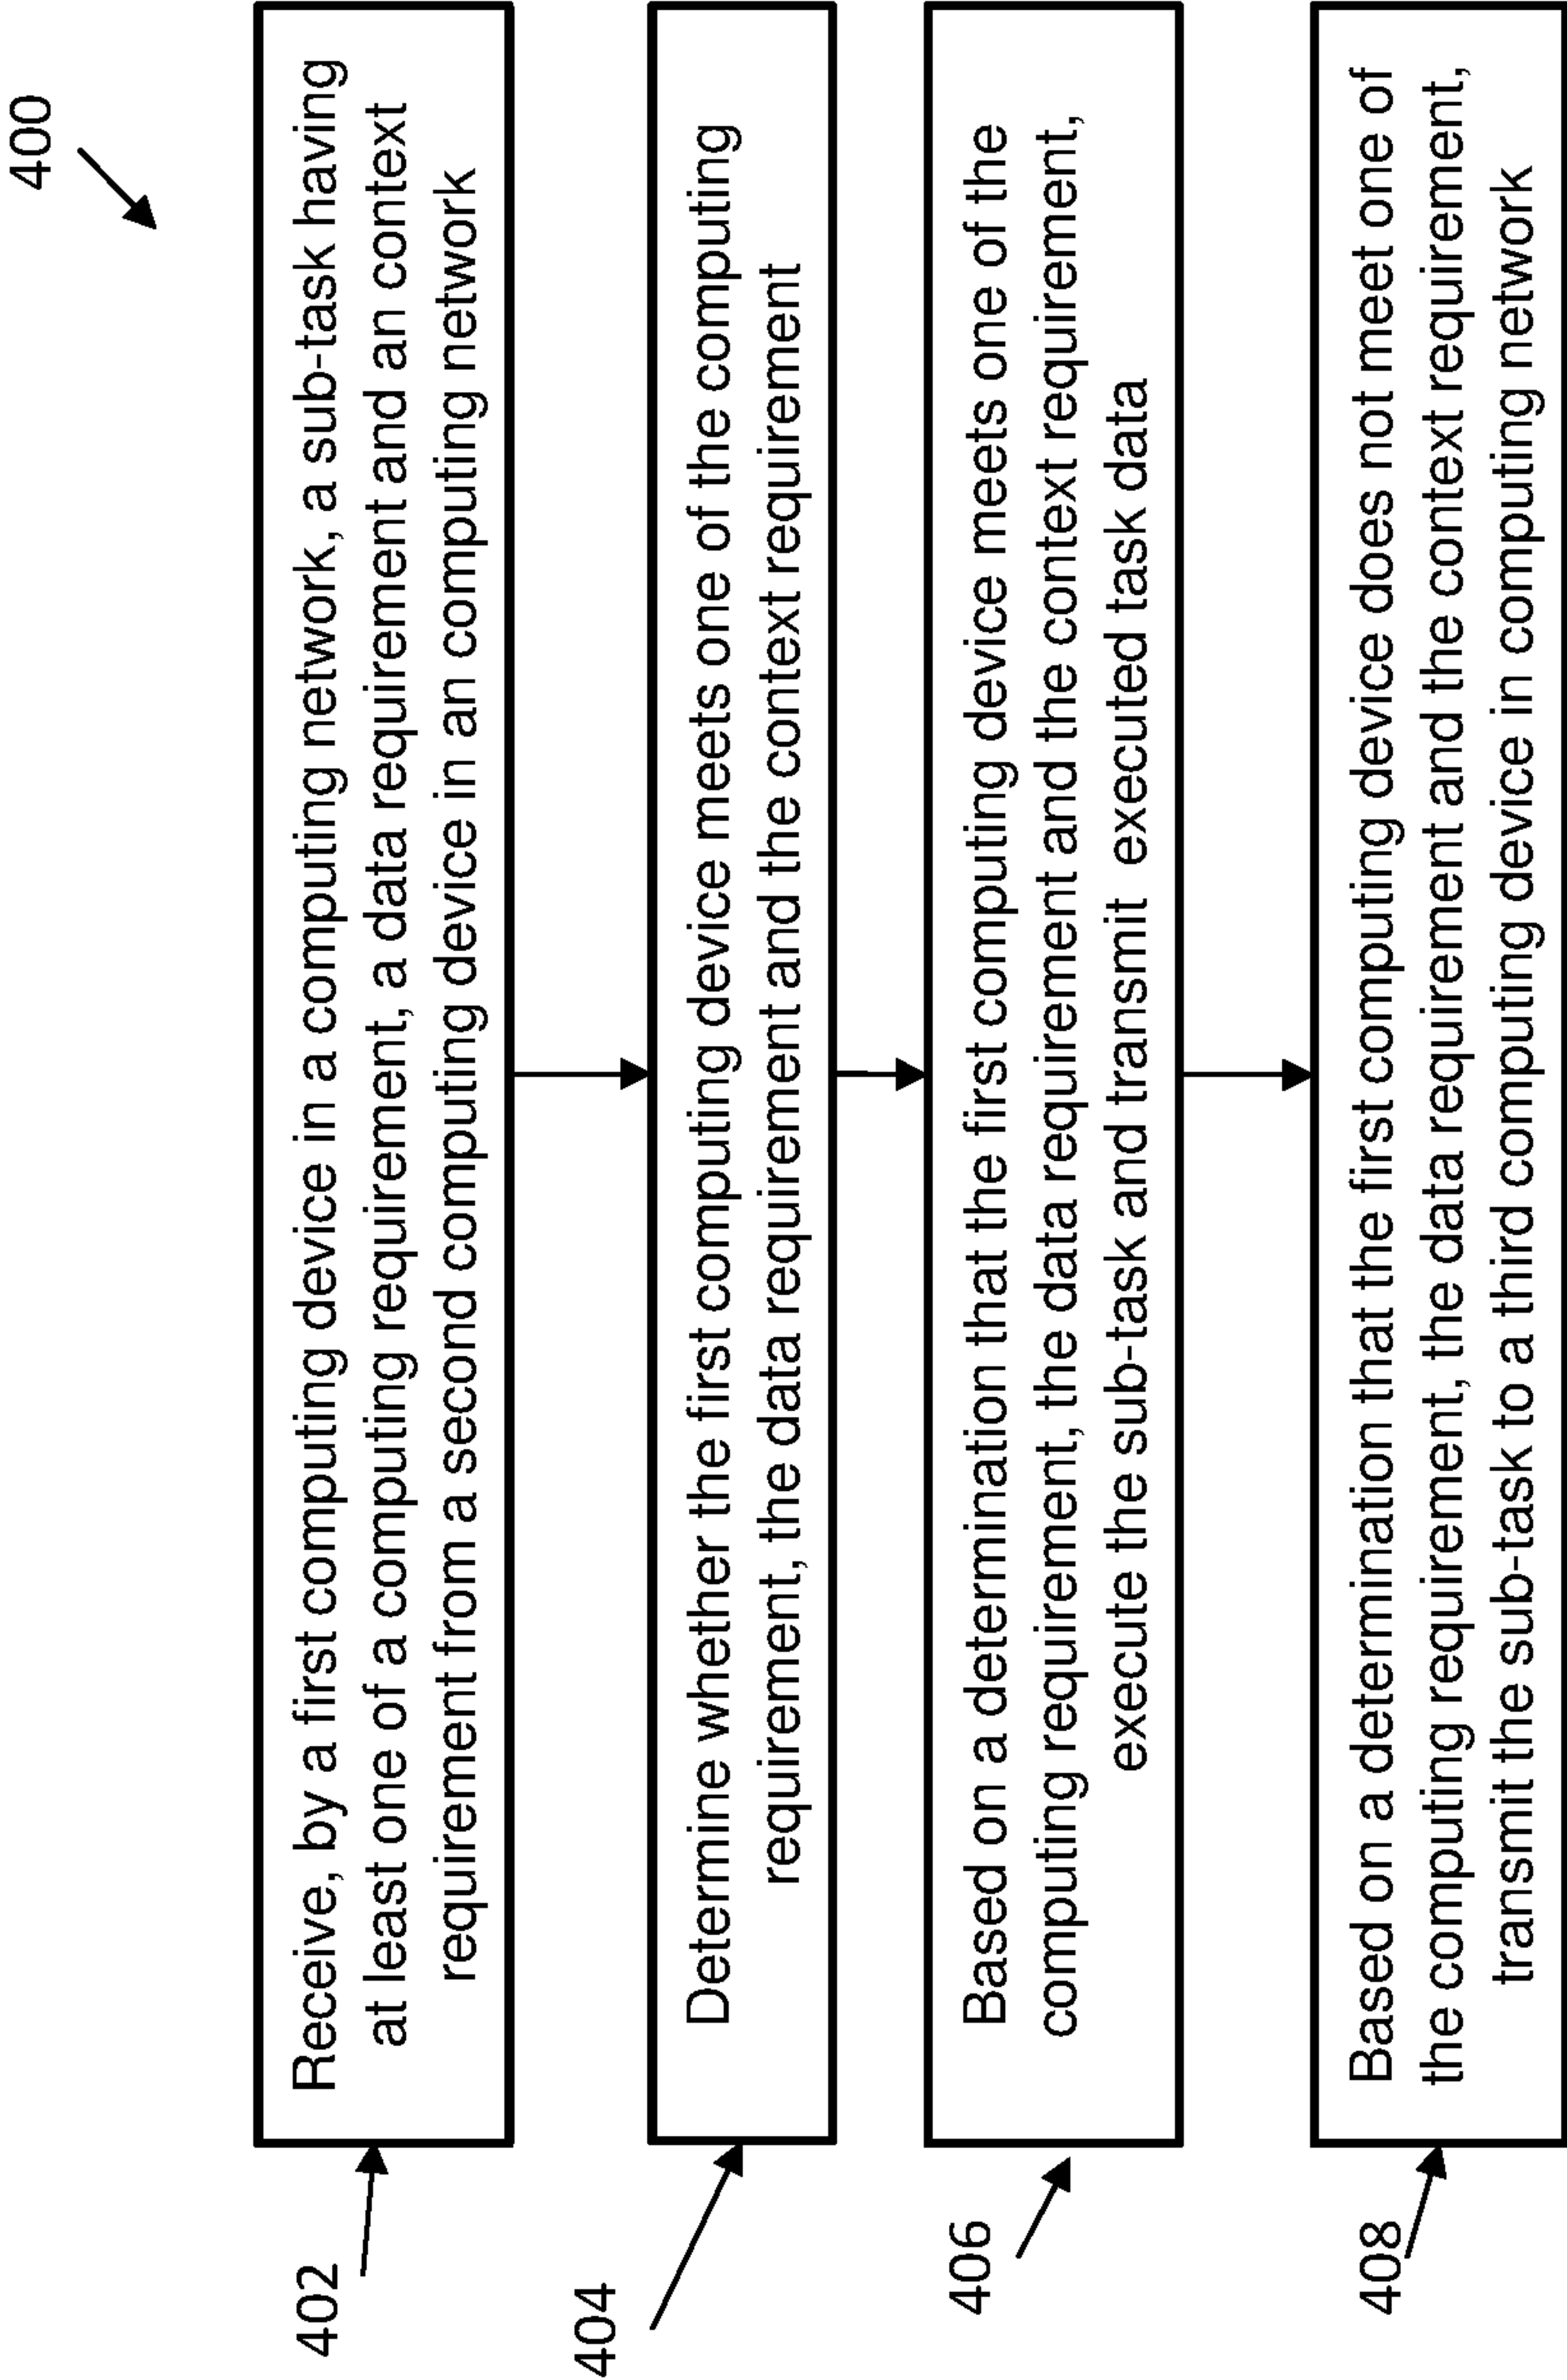 400
402
Receive, by a first computing device in a computing network, a sub-task having
at least one of a computing requirement, a data requirement and an context
requirement from a second computing device in an computing network
404
Determine whether the first computing device meets one of the computing
requirement, the data requirement and the context requirement
406
Based on a determination that the first computing device meets one of the
computing requirement, the data requirement and the context requirement,
execute the sub-task and transmit executed task data
408
Based on a determination that the first computing device does not meet one of
the computing requirement, the data requirement and the context requirement,
transmit the sub-task to a third computing device in computing network